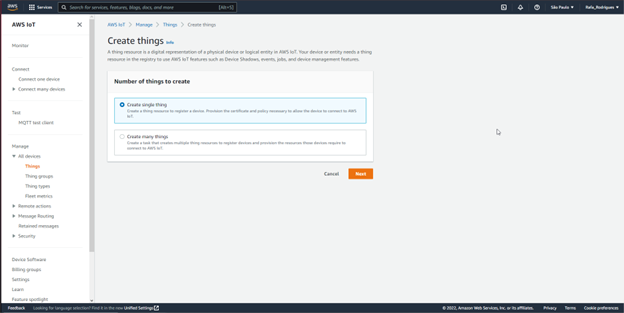 aws
Services
Search for services, features, blogs, docs, and more
[Alt+S]
São Paulo
Rafa_Rodrigues
AWS IoT
Monitor
Connect
Connect one device
Connect many devices
Test
MQTT test client
Manage
All devices
Things
Thing groups
Thing types
Fleet metrics
Remote actions
Message Routing
Retained messages
Security
Device Software
Billing groups
Settings
Learn
Feature spotlight
AWS IoT > Manage > Things > Create things
Create things Info
A thing resource is a digital representation of a physical device or logical entity in AWS IoT. Your device or entity needs a thing
resource in the registry to use AWS IoT features such as Device Shadows, events, jobs, and device management features.
Number of things to create
Create single thing
Create a thing resource to register a device. Provision the certificate and policy necessary to allow the device to connect to AWS
IoT.
Create many things
Create a task that creates multiple thing resources to register devices and provision the resources those devices require to
connect to AWS IoT.
Cancel
Next
Feedback
Looking for language selection? Find it in the new Unified Settings
© 2022, Amazon Web Services, Inc. or its affiliates.
Privacy
Terms
Cookie preferences